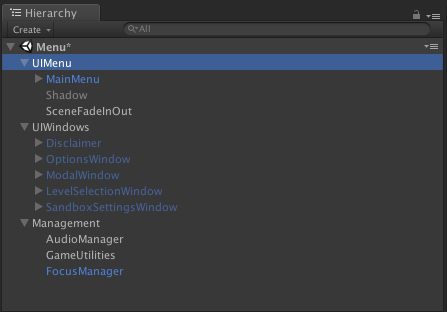 Hierarchy
Create All
Menu*
UIMenu
MainMenu
Shadow
SceneFadeInOut
UIWindows
Disclaimer
OptionsWindow
ModalWindow
LevelSelectionWindow
SandboxSettingsWindow
Management
AudioManager
GameUtilities
FocusManager